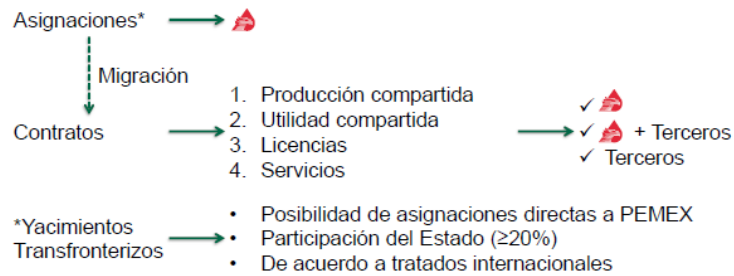 Asignaciones*
Migración
Contratos
1. Producción compartida
2. Utilidad compartida
3. Licencias
4. Servicios
✓
✓ + Terceros
✓ Terceros
*Yacimientos
Transfronterizos
• Posibilidad de asignaciones directas a PEMEX
• Participación del Estado (≥20%)
• De acuerdo a tratados internacionales